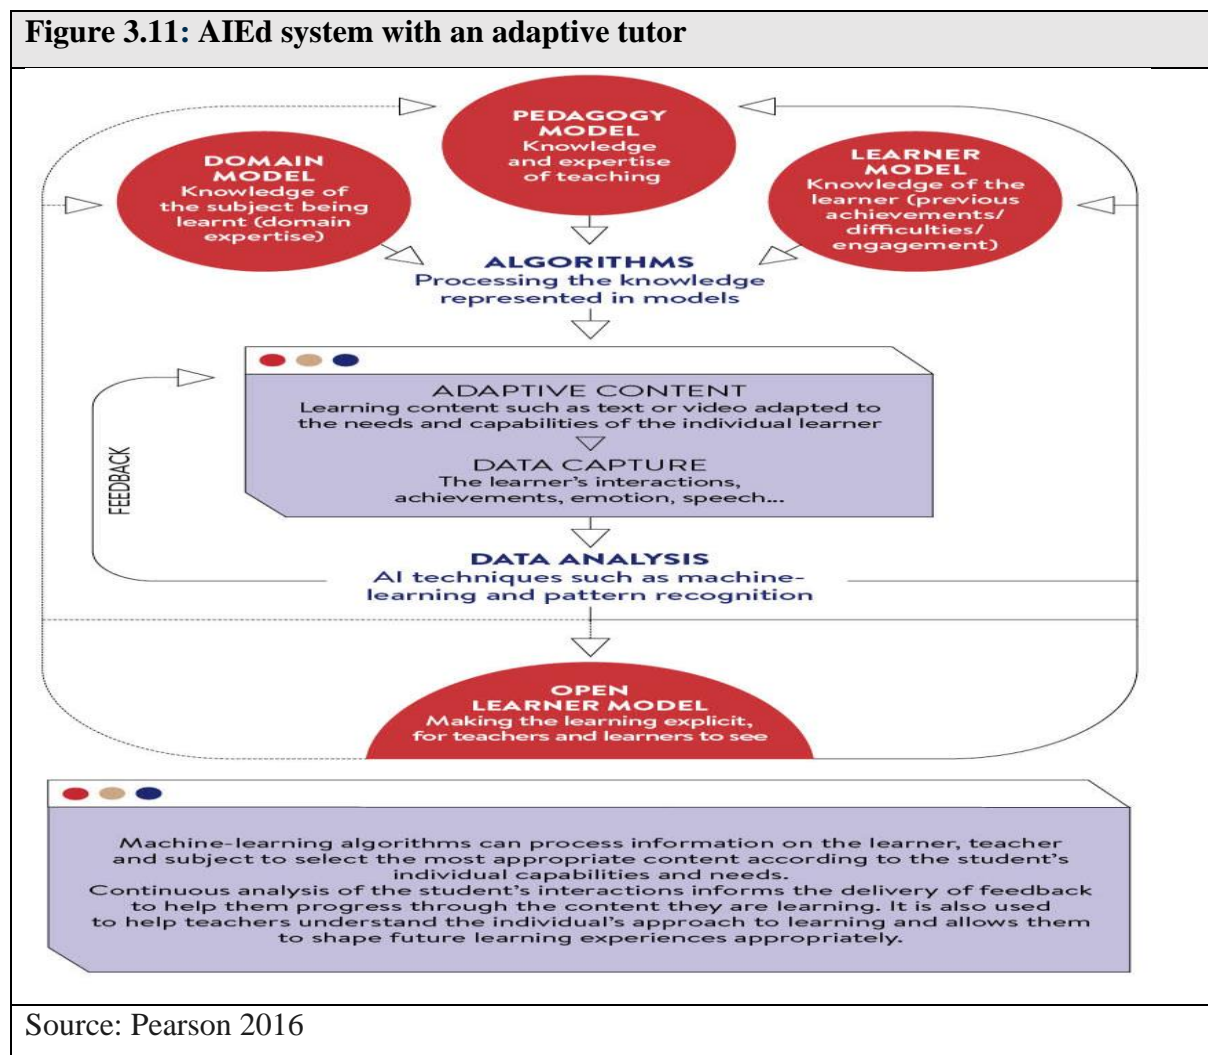 Figure 3.11: AIEd system with an adaptive tutor
PEDAGOGY
MODEL
Knowledge
and expertise
of teaching
DOMAIN
MODEL
Knowledge of
the subject being
learnt (domain
expertise)
LEARNER
MODEL
Knowledge of the
learner (previous
achievements/
difficulties/
engagement)
ALGORITHMS
Processing the knowledge
represented in models
ADAPTIVE CONTENT
Learning content such as text or video adapted to
the needs and capabilities of the individual learner
DATA CAPTURE
The learner's interactions,
achievements, emotion, speech...
FEEDBACK
DATA ANALYSIS
AI techniques such as machine-
learning and pattern recognition
OPEN
LEARNER MODEL
Making the learning explicit,
for teachers and learners to see
Machine-learning algorithms can process information on the learner, teacher
and subject to select the most appropriate content according to the student's
individual capabilities and needs.
Continuous analysis of the student's interactions informs the delivery of feedback
to help them progress through the content they are learning. It is also used
to help teachers understand the individual's approach to learning and allows them
to shape future learning experiences appropriately.
Source: Pearson 2016